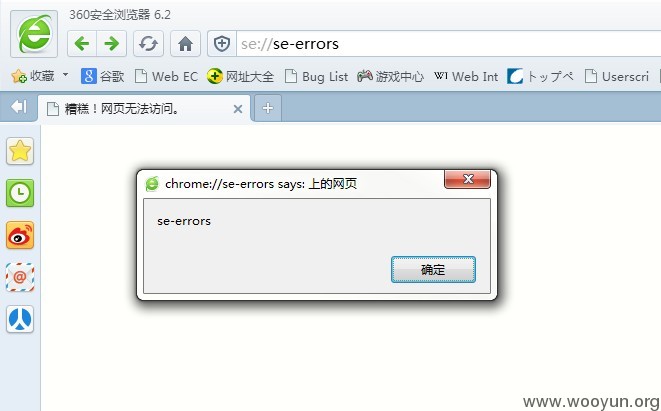 360安全浏览器 6.2
se://se-errors
收藏 谷歌 Web EC 网址大全 Bug List 游戏中心 W1 Web Int トップペ Userscri
糟糕！网页无法访问。
chrome://se-errors says: 上的网页
se-errors
确定
www.wooyun.org